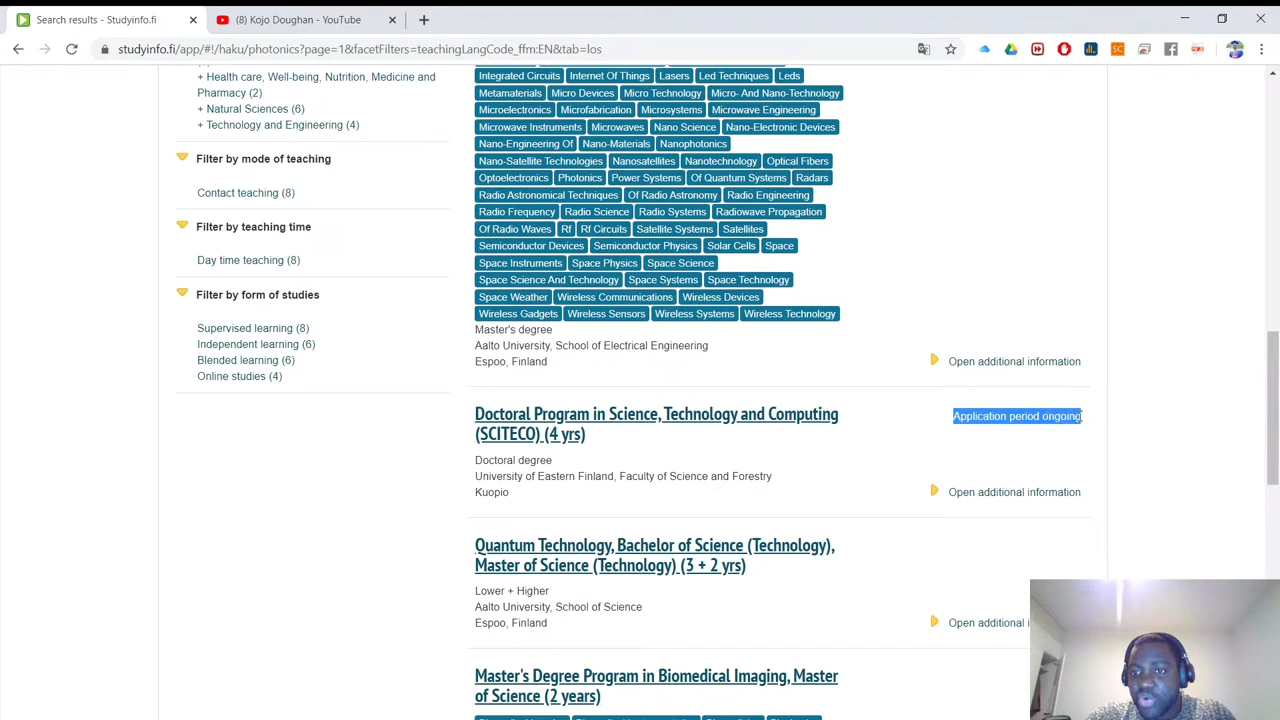 Search results - Studyinfo.fi
(8) Kojo Doughan - YouTube
studyinfo.fi/app/#!/haku/photonics?page=1&facetFilters=teachingLangCode_ffm:EN&tab=los
+ Health care, Well-being, Nutrition, Medicine and
Pharmacy (2)
+ Natural Sciences (6)
+ Technology and Engineering (4)
Filter by mode of teaching
Contact teaching (8)
Filter by teaching time
Day time teaching (8)
Filter by form of studies
Supervised learning (8)
Independent learning (6)
Blended learning (6)
Online studies (4)
Integrated Circuits Internet Of Things Lasers Led Techniques Leds
Metamaterials Micro Devices Micro Technology Micro- And Nano-Technology
Microelectronics Microfabrication Microsystems Microwave Engineering
Microwave Instruments Microwaves Nano Science Nano-Electronic Devices
Nano-Engineering Of Nano-Materials Nanophotonics
Nano-Satellite Technologies Nanosatellites Nanotechnology Optical Fibers
Optoelectronics Photonics Power Systems Of Quantum Systems Radars
Radio Astronomical Techniques Of Radio Astronomy Radio Engineering
Radio Frequency Radio Science Radio Systems Radiowave Propagation
Of Radio Waves Rf Rf Circuits Satellite Systems Satellites
Semiconductor Devices Semiconductor Physics Solar Cells Space
Space Instruments Space Physics Space Science
Space Science And Technology Space Systems Space Technology
Space Weather Wireless Communications Wireless Devices
Wireless Gadgets Wireless Sensors Wireless Systems Wireless Technology
Master's degree
Aalto University, School of Electrical Engineering
Espoo, Finland
Open additional information
Doctoral Program in Science, Technology and Computing
(SCITECO) (4 yrs)
Application period ongoing
Doctoral degree
University of Eastern Finland, Faculty of Science and Forestry
Kuopio
Open additional information
Quantum Technology, Bachelor of Science (Technology),
Master of Science (Technology) (3 + 2 yrs)
Lower + Higher
Aalto University, School of Science
Espoo, Finland
Open additional i
Master's Degree Program in Biomedical Imaging, Master
of Science (2 years)